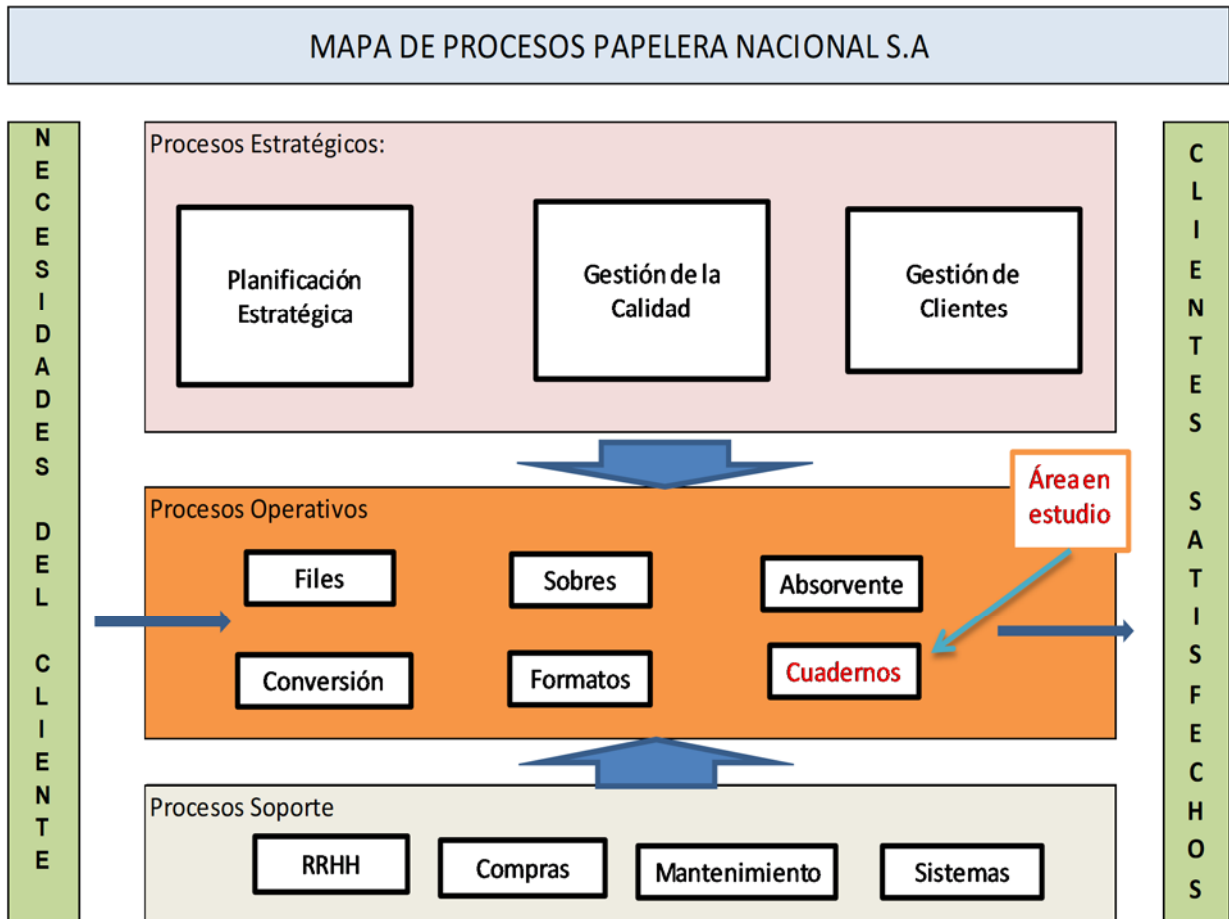 MAPA DE PROCESOS PAPELERA NACIONAL S.A
NECESIDADES DEL CLIENTE
Procesos Estratégicos:
Planificación
Estratégica
Gestión de la
Calidad
Gestión de
Clientes
Procesos Operativos
Área en
estudio
Files
Sobres
Absorvente
Conversión
Formatos
Cuadernos
Procesos Soporte
RRHH
Compras
Mantenimiento
Sistemas
CLIENTES SATISFECHOS